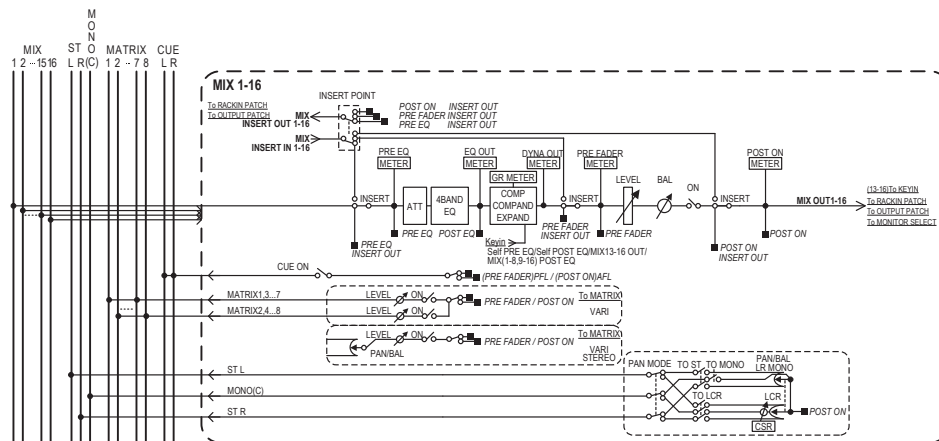 MONO(C)
MIX
ST
MATRIX
CUE
1 2 ··· 15 16
L R
1 2 ·· 7 8
L R
MIX 1-16
INSERT POINT
To RACKIN PATCH
To OUTPUT PATCH
MIX
INSERT OUT 1-16
POST ON INSERT OUT
PRE FADER INSERT OUT
PRE EQ INSERT OUT
MIX
INSERT IN 1-16
PRE EQ
METER
EQ OUT
METER
DYNA OUT
METER
PRE FADER
METER
POST ON
METER
GR METER
INSERT
ATT
4BAND
EQ
COMP
COMPAND
EXPAND
INSERT
LEVEL
BAL
ON
INSERT
MIX OUT1-16
(13-16)To KEYIN
To RACKIN PATCH
To OUTPUT PATCH
To MONITOR SELECT
PRE EQ
INSERT OUT
PRE EQ
POST EQ
PRE FADER
INSERT OUT
PRE FADER
POST ON
INSERT OUT
POST ON
Keyin
Self PRE EQ/Self POST EQ/MIX13-16 OUT/
MIX(1-8,9-16) POST EQ
CUE ON
(PRE FADER)PFL / (POST ON)AFL
MATRIX1,3...7
LEVEL
ON
PRE FADER / POST ON
To MATRIX
MATRIX2,4...8
LEVEL
ON
VARI
LEVEL
ON
PRE FADER / POST ON
To MATRIX
PAN/BAL
VARI
STEREO
ST L
PAN MODE
TO ST
TO MONO
PAN/BAL
LR MONO
MONO(C)
TO LCR
LCR
ST R
CSR
POST ON